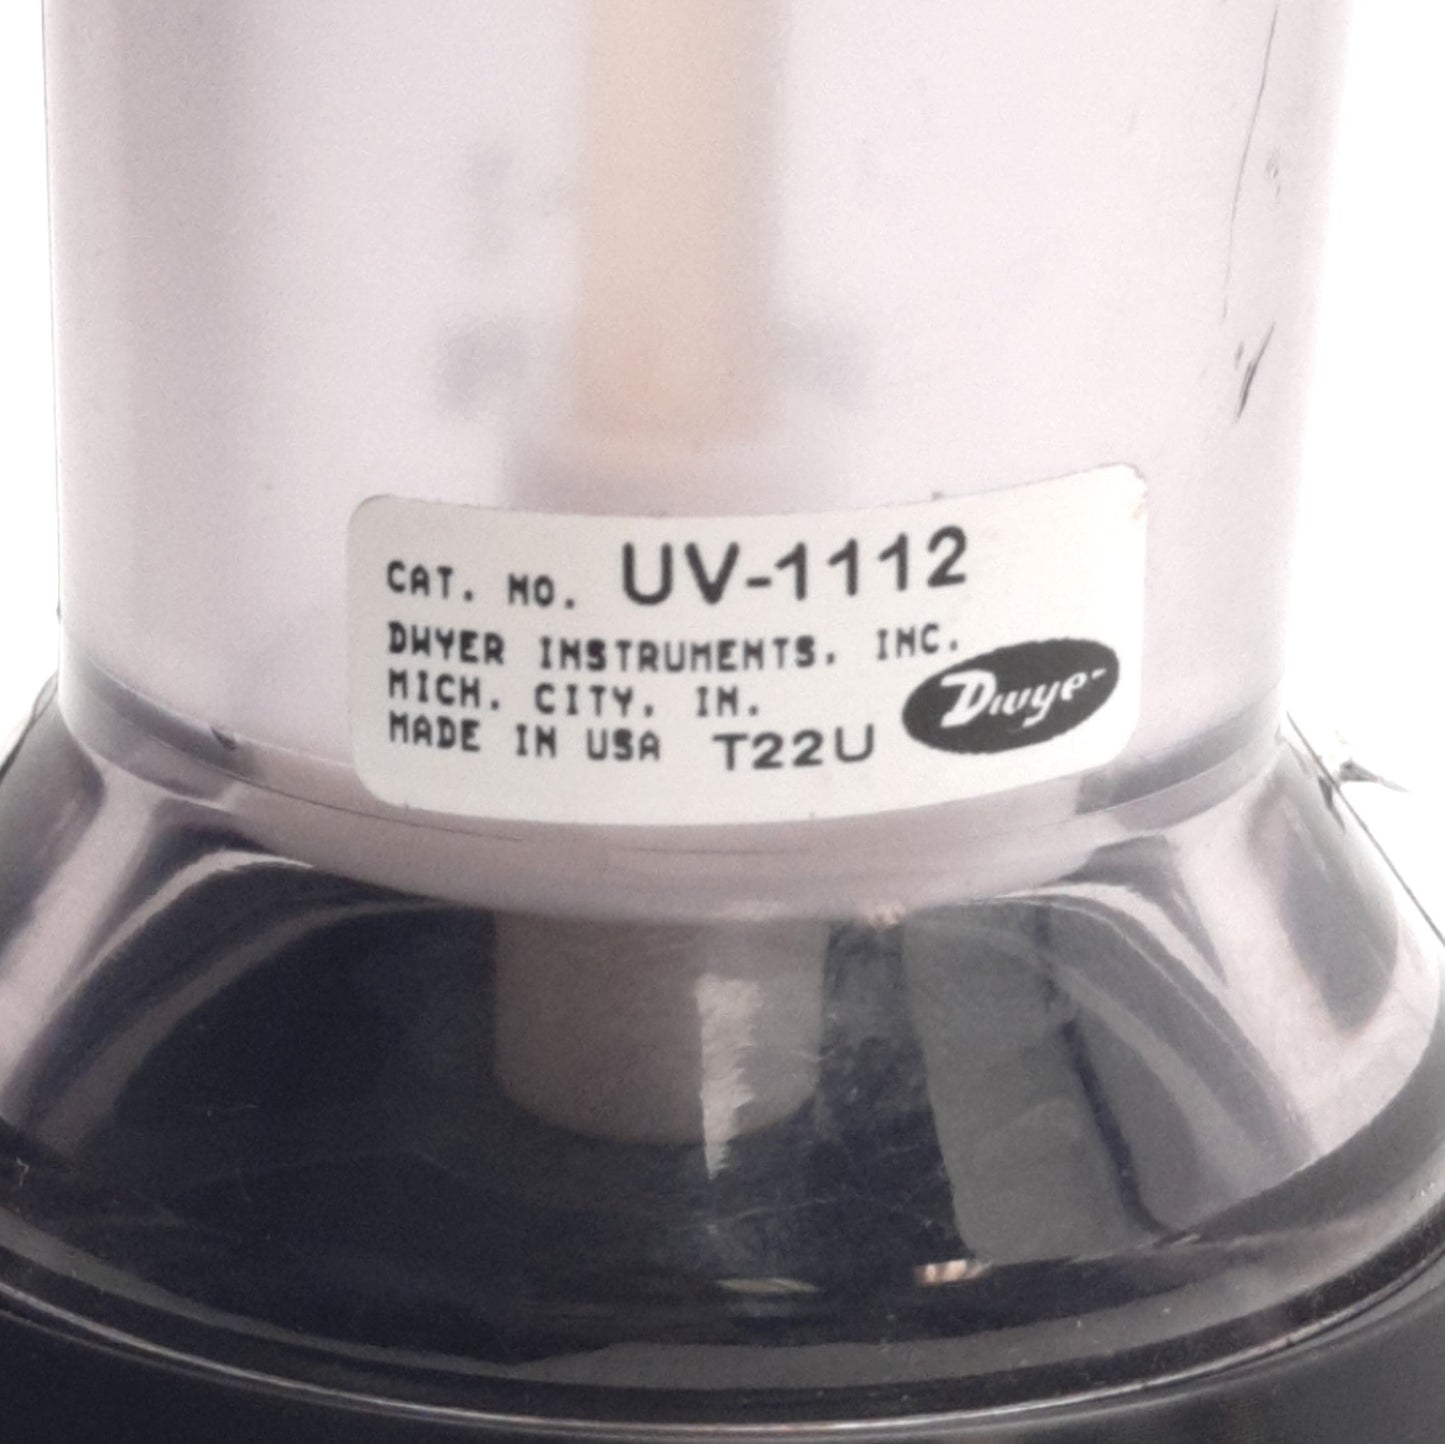 CAT. NO. UV-1112
DWYER INSTRUMENTS, INC.
MICH. CITY, IN.
MADE IN USA T22U
Dwyer